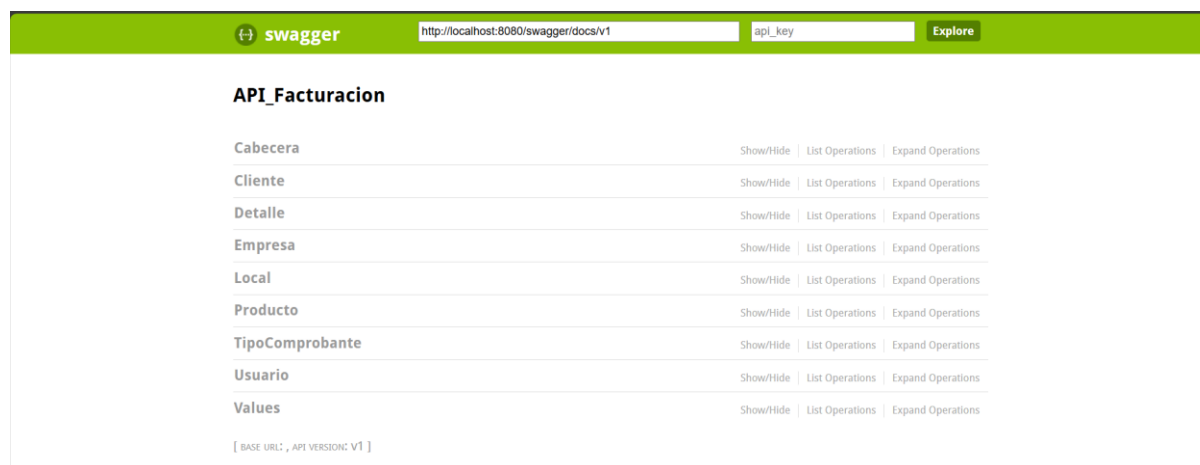 {··} swagger http://localhost:8080/swagger/docs/v1 api_key Explore
API_Facturacion
Cabecera Show/Hide List Operations Expand Operations
Cliente Show/Hide List Operations Expand Operations
Detalle Show/Hide List Operations Expand Operations
Empresa Show/Hide List Operations Expand Operations
Local Show/Hide List Operations Expand Operations
Producto Show/Hide List Operations Expand Operations
TipoComprobante Show/Hide List Operations Expand Operations
Usuario Show/Hide List Operations Expand Operations
Values Show/Hide List Operations Expand Operations
[ BASE URL: , API VERSION: V1 ]